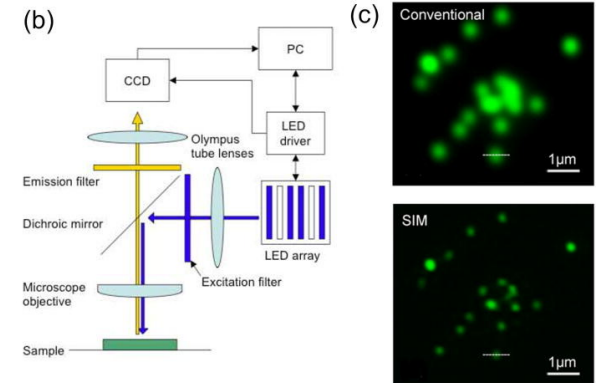 (b)
PC
CCD
LED
driver
Olympus
tube lenses
Emission filter
Dichroic mirror
LED array
Excitation filter
Microscope
objective
Sample
(c)
Conventional
1μm
SIM
1μm